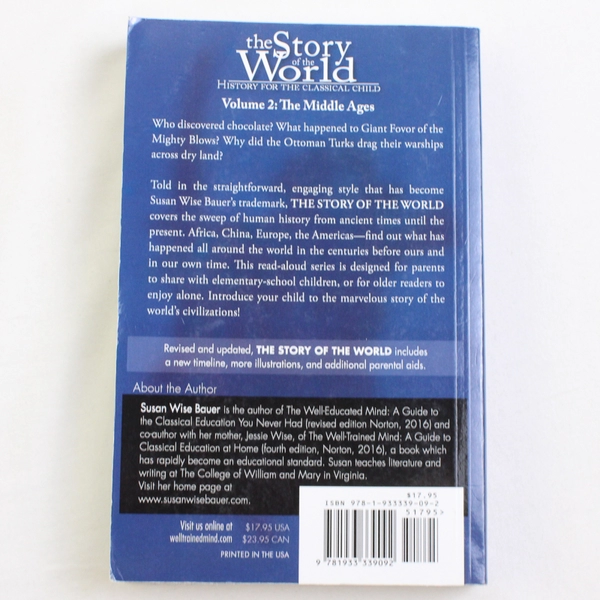 the Story
of the
World
HISTORY FOR THE CLASSICAL CHILD
Volume 2: The Middle Ages
Who discovered chocolate? What happened to Giant Fovor of the
Mighty Blows? Why did the Ottoman Turks drag their warships
across dry land?
Told in the straightforward, engaging style that has become
Susan Wise Bauer's trademark, THE STORY OF THE WORLD
covers the sweep of human history from ancient times until the
present. Africa, China, Europe, the Americas—find out what has
happened all around the world in the centuries before ours and
in our own time. This read-aloud series is designed for parents
to share with elementary-school children, or for older readers to
enjoy alone. Introduce your child to the marvelous story of the
world's civilizations!
Revised and updated, THE STORY OF THE WORLD includes
a new timeline, more illustrations, and additional parental aids.
About the Author
Susan Wise Bauer is the author of The Well-Educated Mind: A Guide to
the Classical Education You Never Had (revised edition Norton, 2016) and
co-author with her mother, Jessie Wise, of The Well-Trained Mind: A Guide to
Classical Education at Home (fourth edition, Norton, 2016), a book which
has rapidly become an educational standard. Susan teaches literature and
writing at The College of William and Mary in Virginia.
Visit her home page at
www.susanwisebauer.com.
Visit us online at
welltrainedmind.com
$17.95 USA
$23.95 CAN
PRINTED IN THE USA
$17.95
ISBN 978-1-933339-09-2
51795>
9 781933 339092